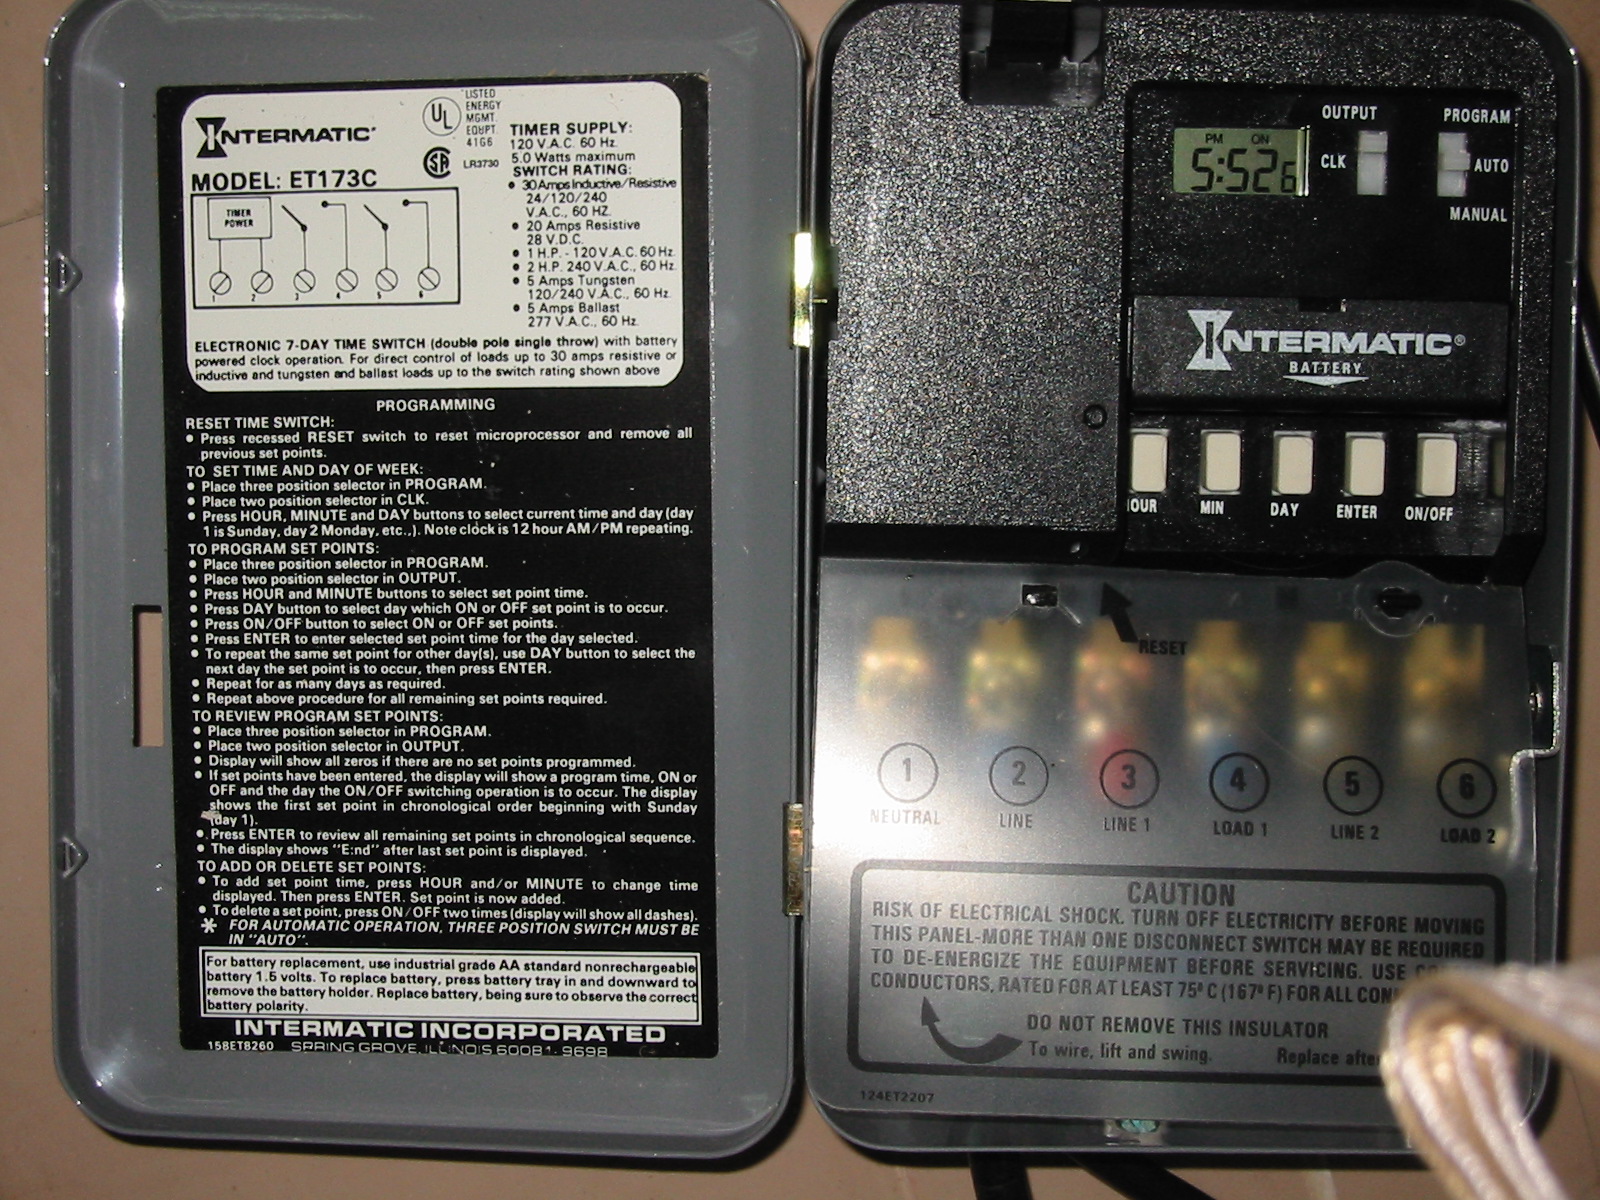 INTERMATIC
UL
LISTED
ENERGY
MGMT.
EQUPT.
41G6
LR3730
MODEL: ET173C
TIMER
POWER
1 2 3 4 5 6
TIMER SUPPLY:
120 V.A.C. 60 Hz.
5.0 Watts maximum
SWITCH RATING:
• 30 Amps Inductive/Resistive
24/120/240
V.A.C., 60 HZ.
• 20 Amps Resistive
28 V.D.C.
• 1 H.P. - 120 V.A.C. 60 Hz.
• 2 H.P. 240 V.A.C., 60 Hz.
• 5 Amps Tungsten
120/240 V.A.C., 60 Hz.
• 5 Amps Ballast
277 V.A.C., 60 Hz.
ELECTRONIC 7-DAY TIME SWITCH (double pole single throw) with battery
powered clock operation. For direct control of loads up to 30 amps resistive or
inductive and tungsten and ballast loads up to the switch rating shown above
PROGRAMMING
RESET TIME SWITCH:
• Press recessed RESET switch to reset microprocessor and remove all
previous set points.
TO SET TIME AND DAY OF WEEK:
• Place three position selector in PROGRAM.
• Place two position selector in CLK.
• Press HOUR, MINUTE and DAY buttons to select current time and day (day
1 is Sunday, day 2 Monday, etc.,). Note clock is 12 hour AM/PM repeating.
TO PROGRAM SET POINTS:
• Place three position selector in PROGRAM.
• Place two position selector in OUTPUT.
• Press HOUR and MINUTE buttons to select set point time.
• Press DAY button to select day which ON or OFF set point is to occur.
• Press ON/OFF button to select ON or OFF set points.
• Press ENTER to enter selected set point time for the day selected.
• To repeat the same set point for other day(s), use DAY button to select the
next day the set point is to occur, then press ENTER.
• Repeat for as many days as required.
• Repeat above procedure for all remaining set points required.
TO REVIEW PROGRAM SET POINTS:
• Place three position selector in PROGRAM.
• Place two position selector in OUTPUT.
• Display will show all zeros if there are no set points programmed.
• If set points have been entered, the display will show a program time, ON or
OFF and the day the ON/OFF switching operation is to occur. The display
shows the first set point in chronological order beginning with Sunday
(day 1).
• Press ENTER to review all remaining set points in chronological sequence.
• The display shows "E:nd" after last set point is displayed.
TO ADD OR DELETE SET POINTS:
• To add set point time, press HOUR and/or MINUTE to change time
displayed. Then press ENTER. Set point is now added.
• To delete a set point, press ON/OFF two times (display will show all dashes).
* FOR AUTOMATIC OPERATION, THREE POSITION SWITCH MUST BE
IN "AUTO".
For battery replacement, use industrial grade AA standard nonrechargeable
battery 1.5 volts. To replace battery, press battery tray in and downward to
remove the battery holder. Replace battery, being sure to observe the correct
battery polarity.
INTERMATIC INCORPORATED
158ET8260 SPRING GROVE, ILLINOIS 60081-9698
OUTPUT
CLK
PROGRAM
AUTO
MANUAL
PM ON
5:52 6
INTERMATIC®
BATTERY
HOUR MIN DAY ENTER ON/OFF
RESET
1 2 3 4 5 6
NEUTRAL LINE LINE 1 LOAD 1 LINE 2 LOAD 2
CAUTION
RISK OF ELECTRICAL SHOCK. TURN OFF ELECTRICITY BEFORE MOVING
THIS PANEL-MORE THAN ONE DISCONNECT SWITCH MAY BE REQUIRED
TO DE-ENERGIZE THE EQUIPMENT BEFORE SERVICING. USE
CONDUCTORS, RATED FOR AT LEAST 75° C (167° F) FOR ALL
DO NOT REMOVE THIS INSULATOR
To wire, lift and swing. Replace after
124ET2207